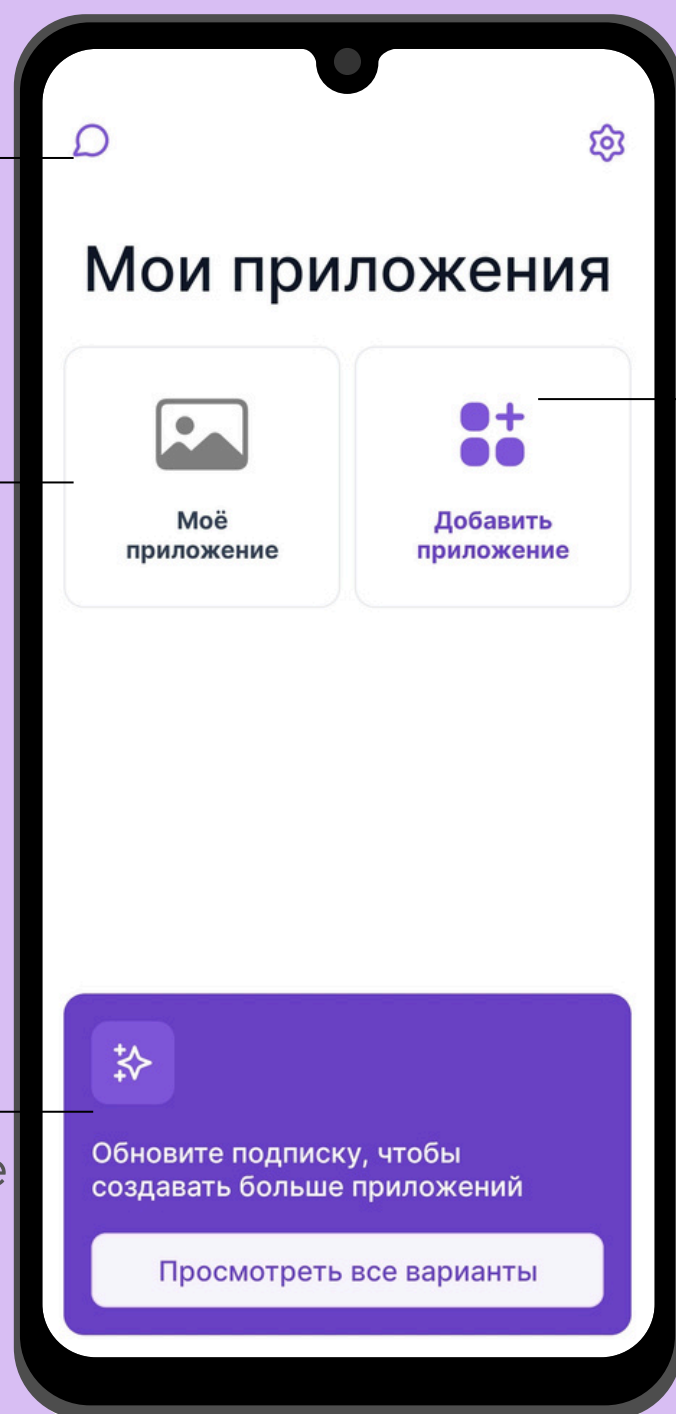 Мои приложения
Моё
приложение
Добавить
приложение
Обновите подписку, чтобы
создавать больше приложений
Просмотреть все варианты